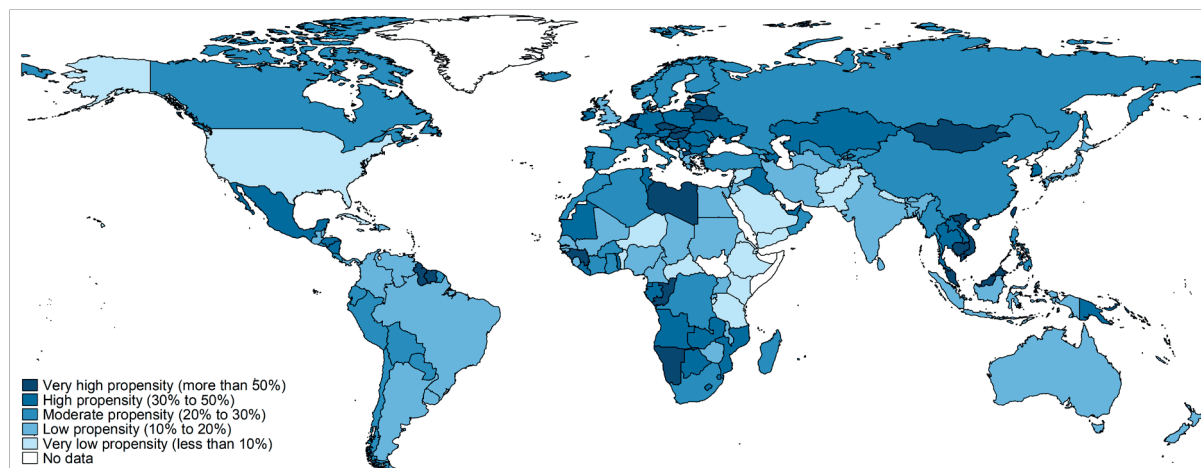 Very high propensity (more than 50%)
High propensity (30% to 50%)
Moderate propensity (20% to 30%)
Low propensity (10% to 20%)
Very low propensity (less than 10%)
No data